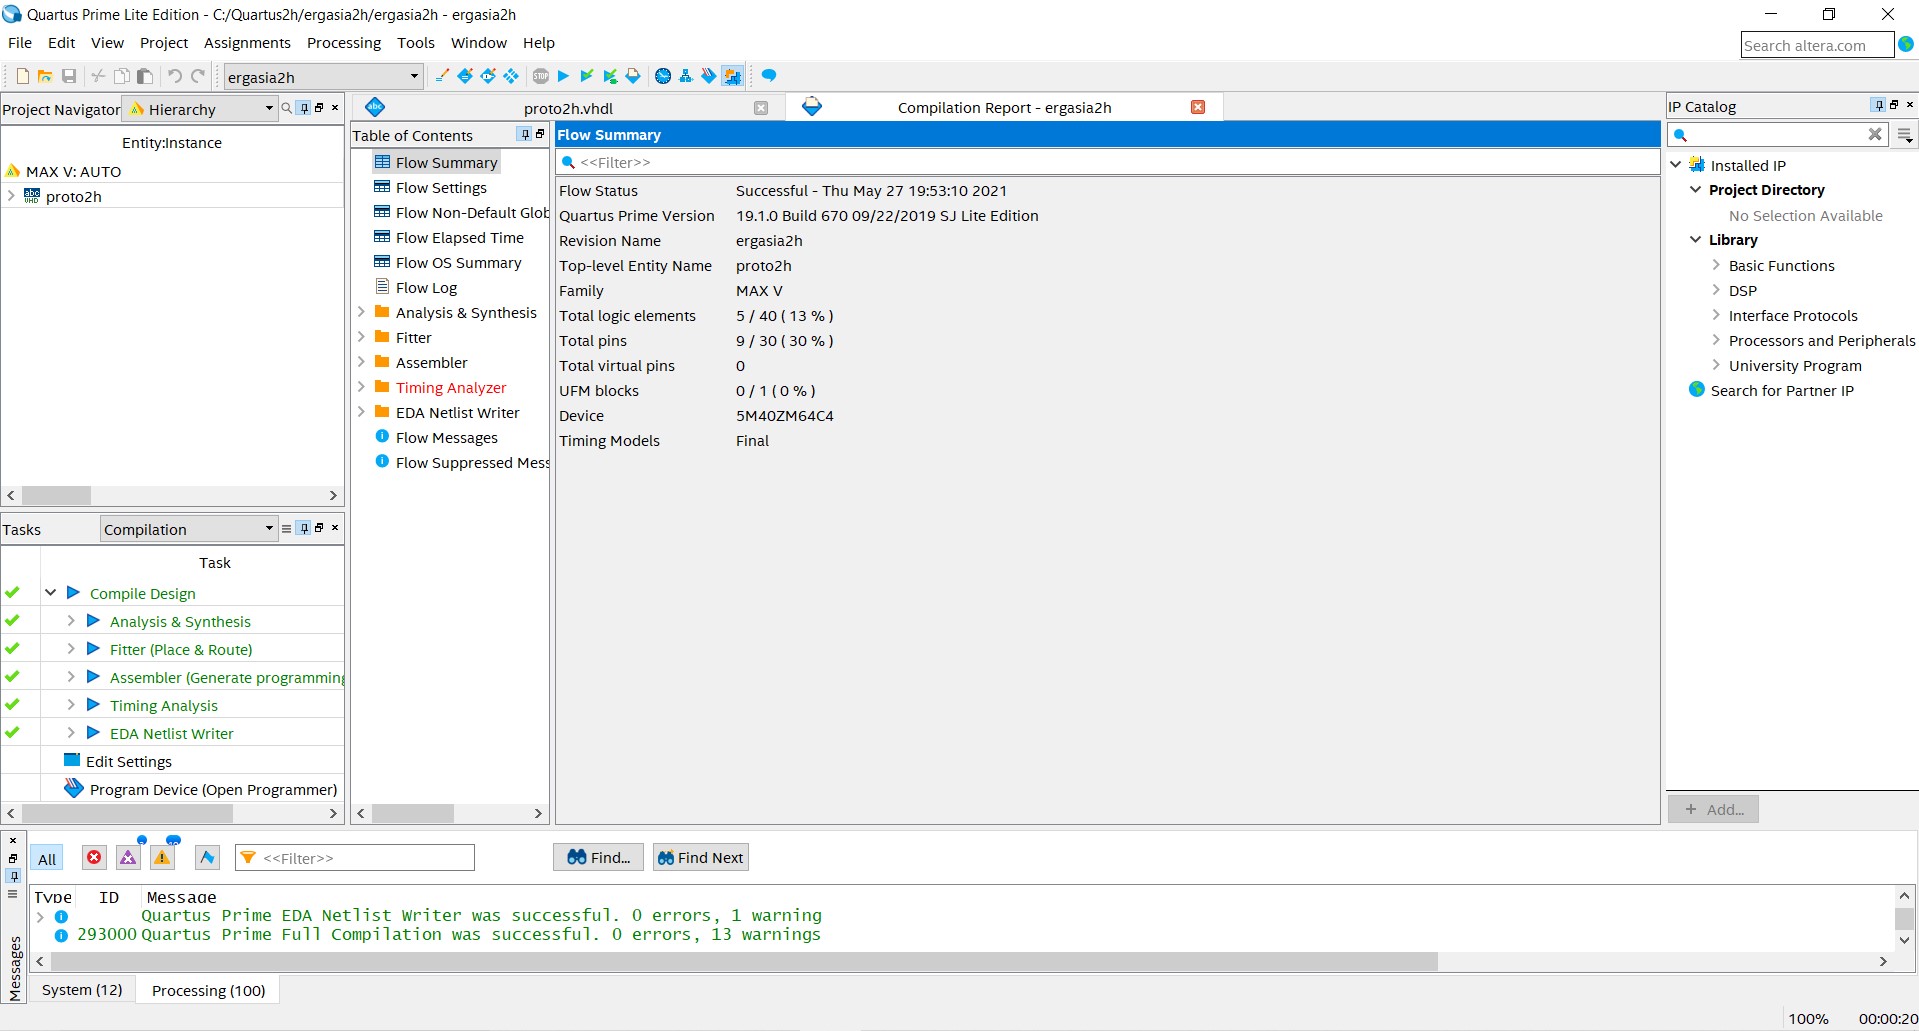 Quartus Prime Lite Edition - C:/Quartus2h/ergasia2h/ergasia2h - ergasia2h
File Edit View Project Assignments Processing Tools Window Help
Search altera.com
ergasia2h
Project Navigator Hierarchy
Entity:Instance
MAX V: AUTO
proto2h
Tasks Compilation
Task
Compile Design
Analysis & Synthesis
Fitter (Place & Route)
Assembler (Generate programming
Timing Analysis
EDA Netlist Writer
Edit Settings
Program Device (Open Programmer)
proto2h.vhdl
Compilation Report - ergasia2h
Table of Contents
Flow Summary
Flow Settings
Flow Non-Default Glob
Flow Elapsed Time
Flow OS Summary
Flow Log
Analysis & Synthesis
Fitter
Assembler
Timing Analyzer
EDA Netlist Writer
Flow Messages
Flow Suppressed Mess
Flow Summary
<<Filter>>
Flow Status Successful - Thu May 27 19:53:10 2021
Quartus Prime Version 19.1.0 Build 670 09/22/2019 SJ Lite Edition
Revision Name ergasia2h
Top-level Entity Name proto2h
Family MAX V
Total logic elements 5 / 40 ( 13 % )
Total pins 9 / 30 ( 30 % )
Total virtual pins 0
UFM blocks 0 / 1 ( 0 % )
Device 5M40ZM64C4
Timing Models Final
IP Catalog
Installed IP
Project Directory
No Selection Available
Library
Basic Functions
DSP
Interface Protocols
Processors and Peripherals
University Program
Search for Partner IP
+ Add...
All <<Filter>> Find... Find Next
Type ID Message
Quartus Prime EDA Netlist Writer was successful. 0 errors, 1 warning
293000 Quartus Prime Full Compilation was successful. 0 errors, 13 warnings
Messages
System (12) Processing (100)
100% 00:00:20